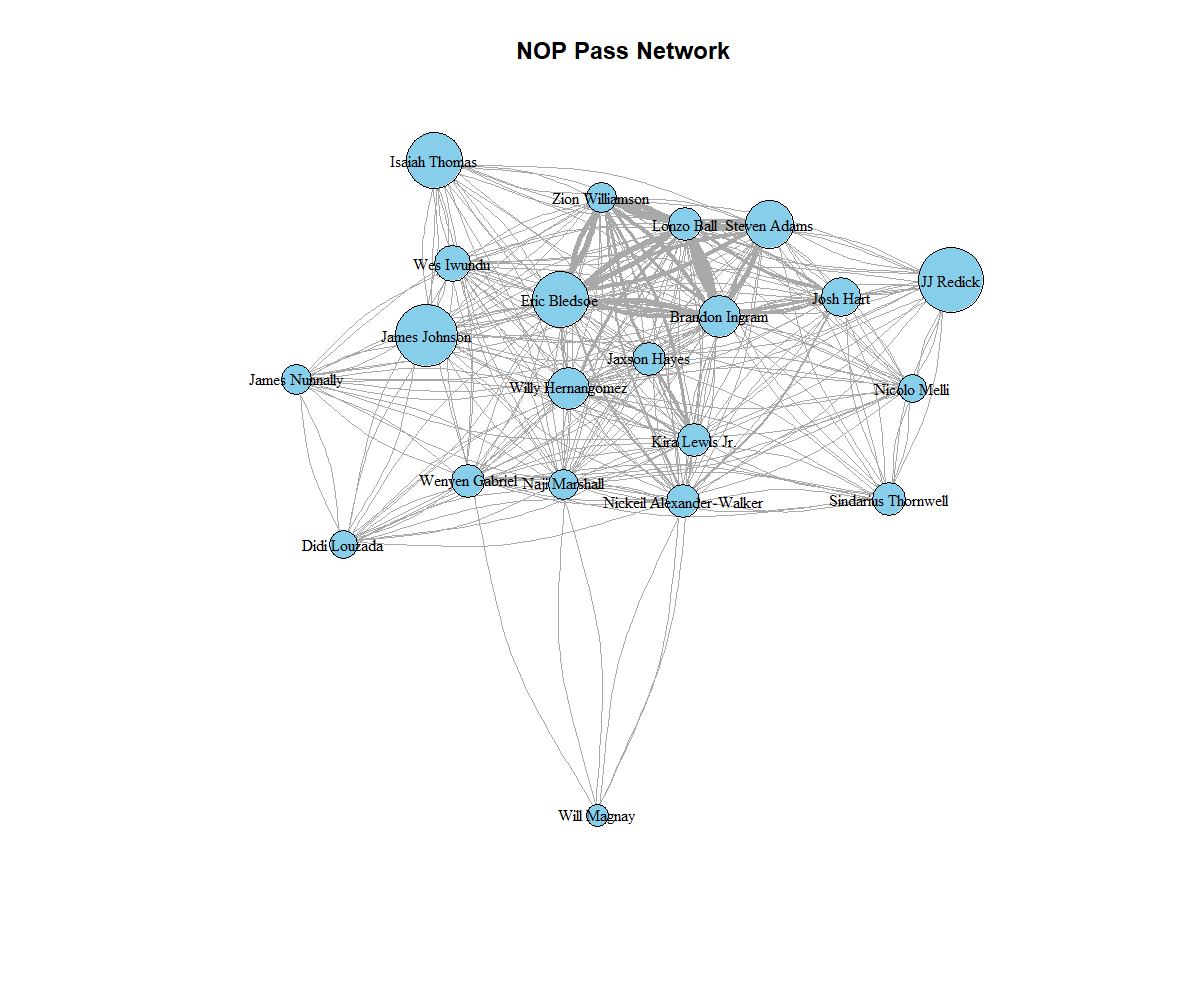 NOP Pass Network
Isaiah Thomas
Zion Williamson
Lonzo Ball
Steven Adams
Wes Iwundu
JJ Redick
Eric Bledsoe
Josh Hart
Brandon Ingram
James Johnson
Jaxson Hayes
James Nunnally
Willy Hernangomez
Nicolo Melli
Kira Lewis Jr.
Wenyen Gabriel
Naji Marshall
Nickeil Alexander-Walker
Sindarius Thornwell
Didi Louzada
Will Magnay